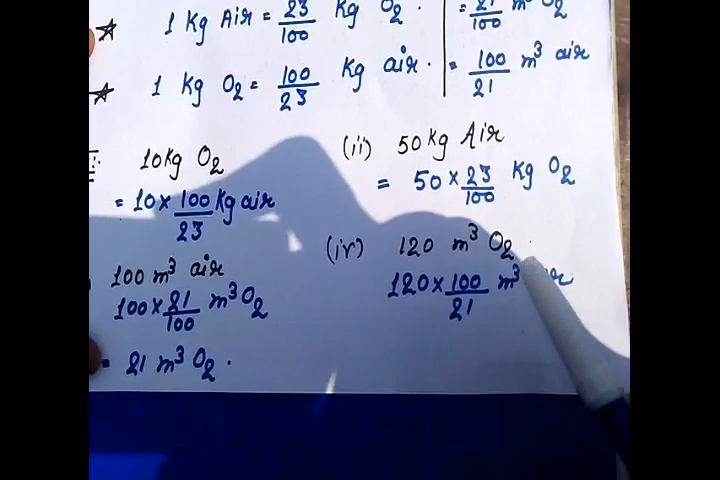 ☆ 1 Kg Air = 23/100 Kg O₂ . = 21/100 m³ O₂
☆ 1 Kg O₂ = 100/23 Kg air . = 100/21 m³ air
10Kg O₂
= 10 × 100/23 Kg air
(ii) 50 kg Air
= 50 × 23/100 Kg O₂
100 m³ air
100 × 21/100 m³ O₂
= 21 m³ O₂ .
(iv) 120 m³ O₂ .
120 × 100/21 m³